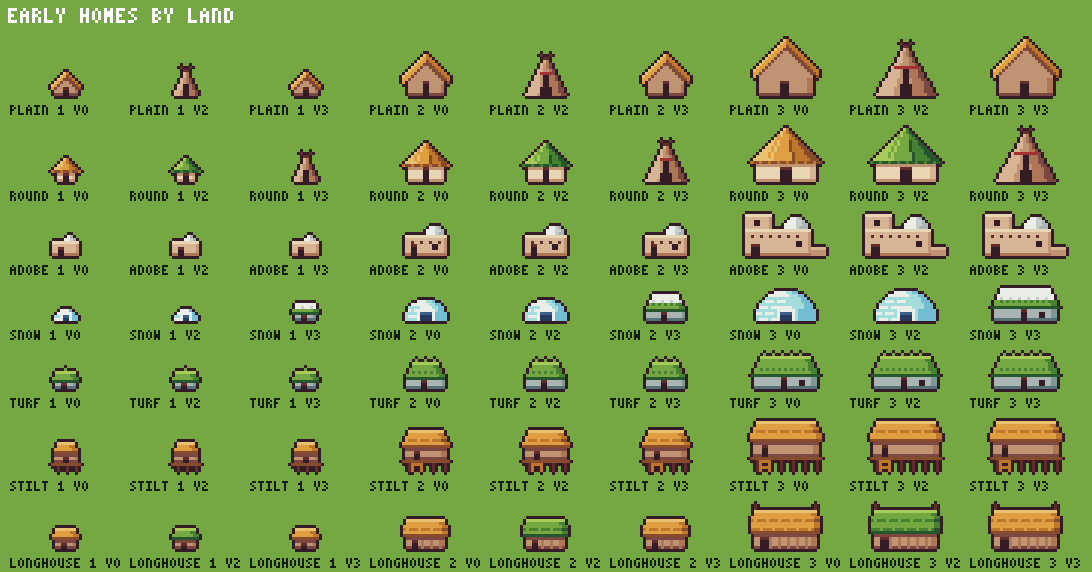 EARLY HOMES BY LAND
PLAIN 1 V0 PLAIN 1 V2 PLAIN 1 V3 PLAIN 2 V0 PLAIN 2 V2 PLAIN 2 V3 PLAIN 3 V0 PLAIN 3 V2 PLAIN 3 V3
ROUND 1 V0 ROUND 1 V2 ROUND 1 V3 ROUND 2 V0 ROUND 2 V2 ROUND 2 V3 ROUND 3 V0 ROUND 3 V2 ROUND 3 V3
ADOBE 1 V0 ADOBE 1 V2 ADOBE 1 V3 ADOBE 2 V0 ADOBE 2 V2 ADOBE 2 V3 ADOBE 3 V0 ADOBE 3 V2 ADOBE 3 V3
SNOW 1 V0 SNOW 1 V2 SNOW 1 V3 SNOW 2 V0 SNOW 2 V2 SNOW 2 V3 SNOW 3 V0 SNOW 3 V2 SNOW 3 V3
TURF 1 V0 TURF 1 V2 TURF 1 V3 TURF 2 V0 TURF 2 V2 TURF 2 V3 TURF 3 V0 TURF 3 V2 TURF 3 V3
STILT 1 V0 STILT 1 V2 STILT 1 V3 STILT 2 V0 STILT 2 V2 STILT 2 V3 STILT 3 V0 STILT 3 V2 STILT 3 V3
LONGHOUSE 1 V0 LONGHOUSE 1 V2 LONGHOUSE 1 V3 LONGHOUSE 2 V0 LONGHOUSE 2 V2 LONGHOUSE 2 V3 LONGHOUSE 3 V0 LONGHOUSE 3 V2 LONGHOUSE 3 V3